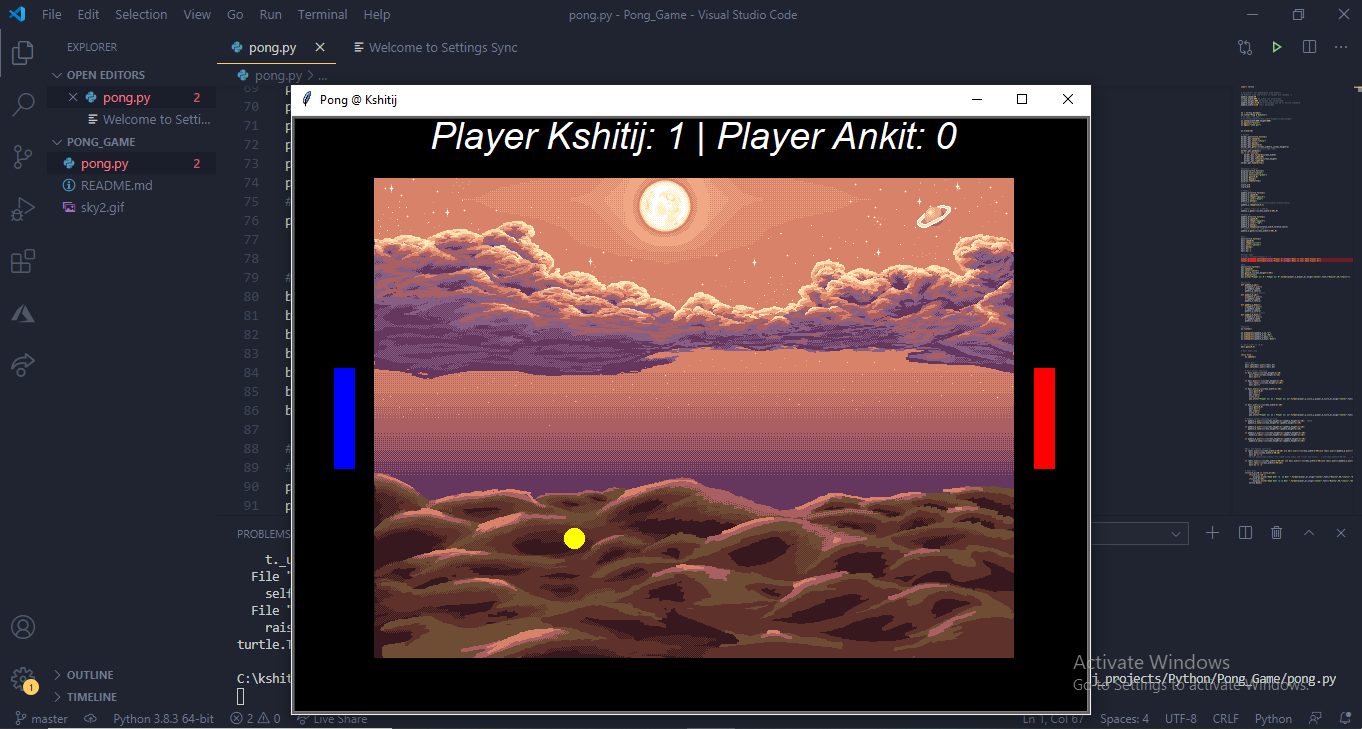 File Edit Selection View Go Run Terminal Help
pong.py - Pong_Game - Visual Studio Code
EXPLORER
pong.py
Welcome to Settings Sync
OPEN EDITORS
pong.py > ...
pong.py 2
Welcome to Setti...
PONG_GAME
pong.py 2
README.md
sky2.gif
Pong @ Kshitij
Player Kshitij: 1 | Player Ankit: 0
69 p
70 p
71 p
72 p
73 p
74 p
75 #
76 p
77
78
79 #
80 b
81 b
82 b
83 b
84 b
85 b
86 b
87
88 #
89 #
90 p
91 p
PROBLEMS
t._u
File "
self
File "
rais
turtle.T
C:\kshit
j_projects/Python/Pong_Game/pong.py
Activate Windows
Go to Settings to activate Windows.
OUTLINE
TIMELINE
1
master
Python 3.8.3 64-bit
2
0
Live Share
Ln 1, Col 67
Spaces: 4
UTF-8
CRLF
Python